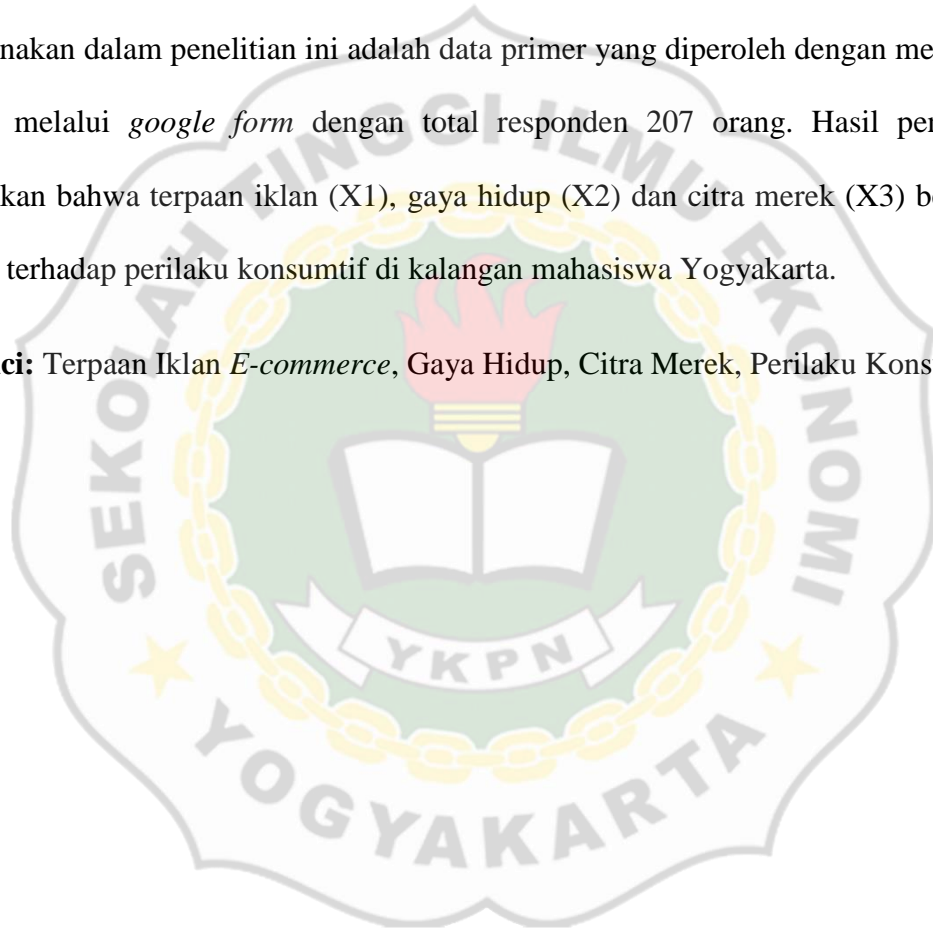 nakan dalam penelitian ini adalah data primer yang diperoleh dengan me
melalui google form dengan total responden 207 orang. Hasil pen
kan bahwa terpaan iklan (X1), gaya hidup (X2) dan citra merek (X3) be
terhadap perilaku konsumtif di kalangan mahasiswa Yogyakarta.
ci: Terpaan Iklan E-commerce, Gaya Hidup, Citra Merek, Perilaku Kons
SEKOLAH TINGGI ILMU EKONOMI
YKPN
YOGYAKARTA